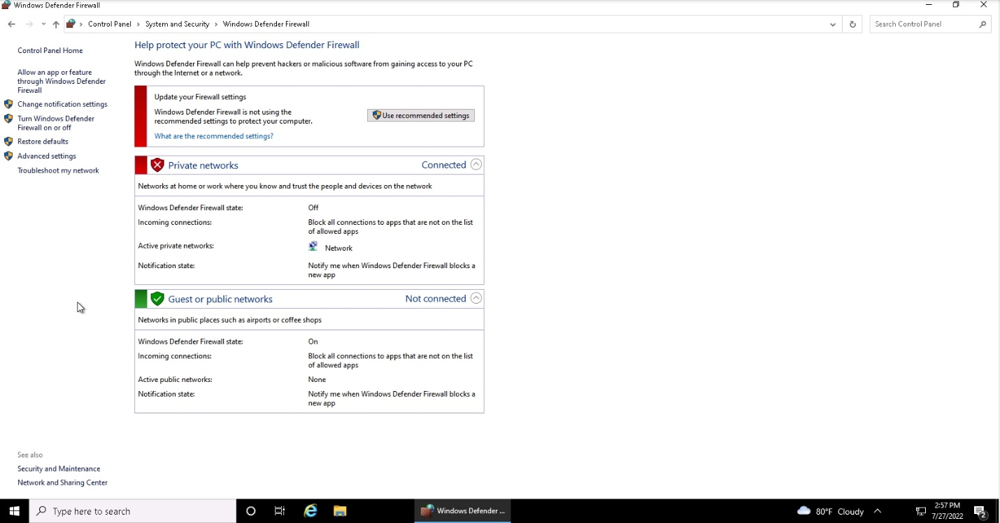 Windows Defender Firewall
Control Panel > System and Security > Windows Defender Firewall
Search Control Panel
Control Panel Home
Allow an app or feature
through Windows Defender
Firewall
Change notification settings
Turn Windows Defender
Firewall on or off
Restore defaults
Advanced settings
Troubleshoot my network
Help protect your PC with Windows Defender Firewall
Windows Defender Firewall can help prevent hackers or malicious software from gaining access to your PC
through the Internet or a network.
Update your Firewall settings
Windows Defender Firewall is not using the
recommended settings to protect your computer.
Use recommended settings
What are the recommended settings?
Private networks Connected
Networks at home or work where you know and trust the people and devices on the network
Windows Defender Firewall state: Off
Incoming connections: Block all connections to apps that are not on the list
of allowed apps
Active private networks: Network
Notification state: Notify me when Windows Defender Firewall blocks a
new app
Guest or public networks Not connected
Networks in public places such as airports or coffee shops
Windows Defender Firewall state: On
Incoming connections: Block all connections to apps that are not on the list
of allowed apps
Active public networks: None
Notification state: Notify me when Windows Defender Firewall blocks a
new app
See also
Security and Maintenance
Network and Sharing Center
Type here to search
Windows Defender ...
80°F Cloudy
2:57 PM
7/27/2022
2